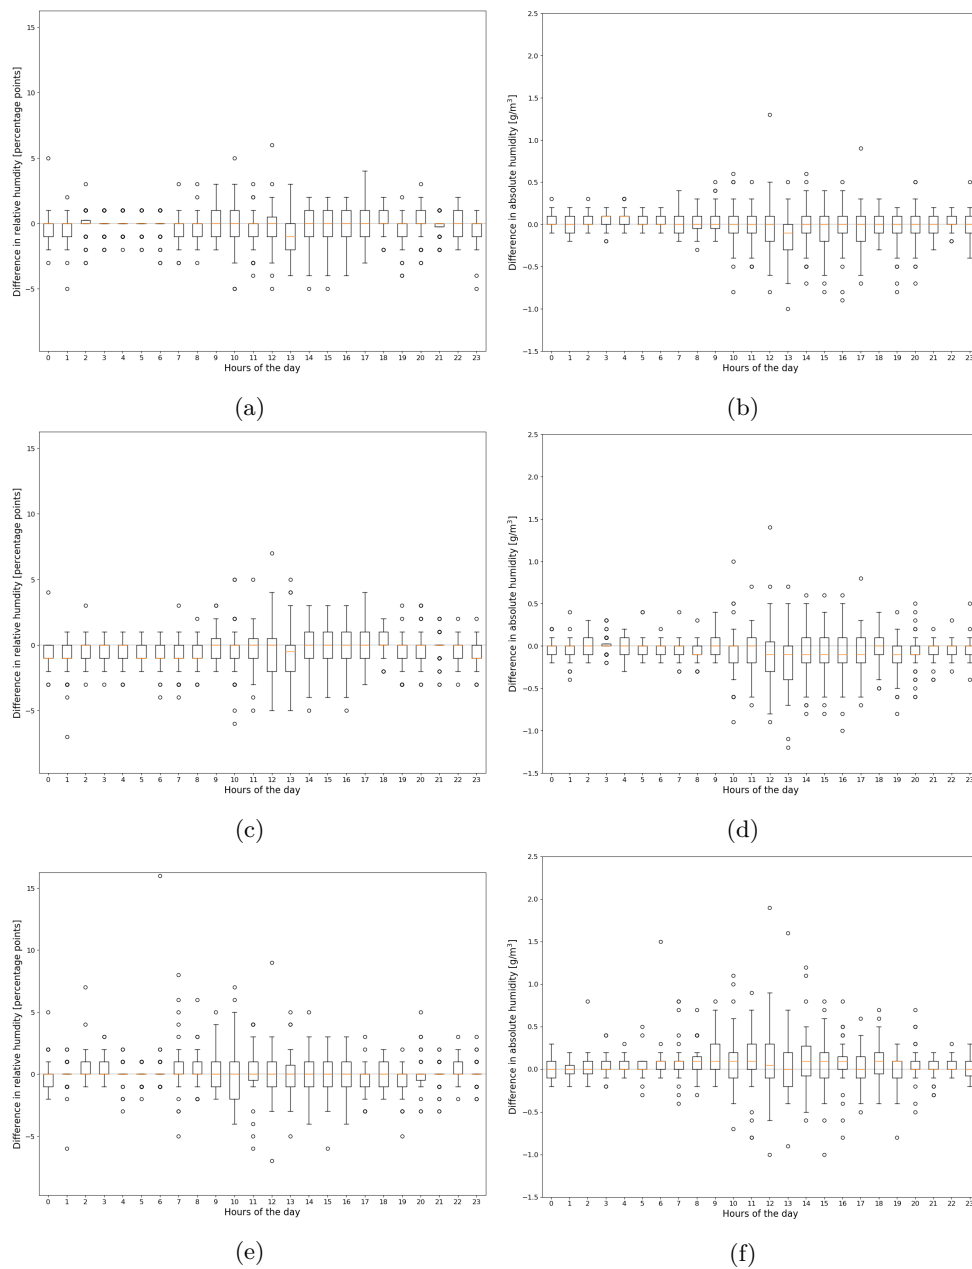 15
10
5
0
−5
Difference in relative humdity [percentage points]
0 1 2 3 4 5 6 7 8 9 10 11 12 13 14 15 16 17 18 19 20 21 22 23
Hours of the day
(a)
2.5
2.0
1.5
1.0
0.5
0.0
−0.5
−1.0
−1.5
Difference in absolute humidity [g/m³]
0 1 2 3 4 5 6 7 8 9 10 11 12 13 14 15 16 17 18 19 20 21 22 23
Hours of the day
(b)
15
10
5
0
−5
Difference in relative humdity [percentage points]
0 1 2 3 4 5 6 7 8 9 10 11 12 13 14 15 16 17 18 19 20 21 22 23
Hours of the day
(c)
2.5
2.0
1.5
1.0
0.5
0.0
−0.5
−1.0
−1.5
Difference in absolute humidity [g/m³]
0 1 2 3 4 5 6 7 8 9 10 11 12 13 14 15 16 17 18 19 20 21 22 23
Hours of the day
(d)
15
10
5
0
−5
Difference in relative humdity [percentage points]
0 1 2 3 4 5 6 7 8 9 10 11 12 13 14 15 16 17 18 19 20 21 22 23
Hours of the day
(e)
2.5
2.0
1.5
1.0
0.5
0.0
−0.5
−1.0
−1.5
Difference in absolute humidity [g/m³]
0 1 2 3 4 5 6 7 8 9 10 11 12 13 14 15 16 17 18 19 20 21 22 23
Hours of the day
(f)